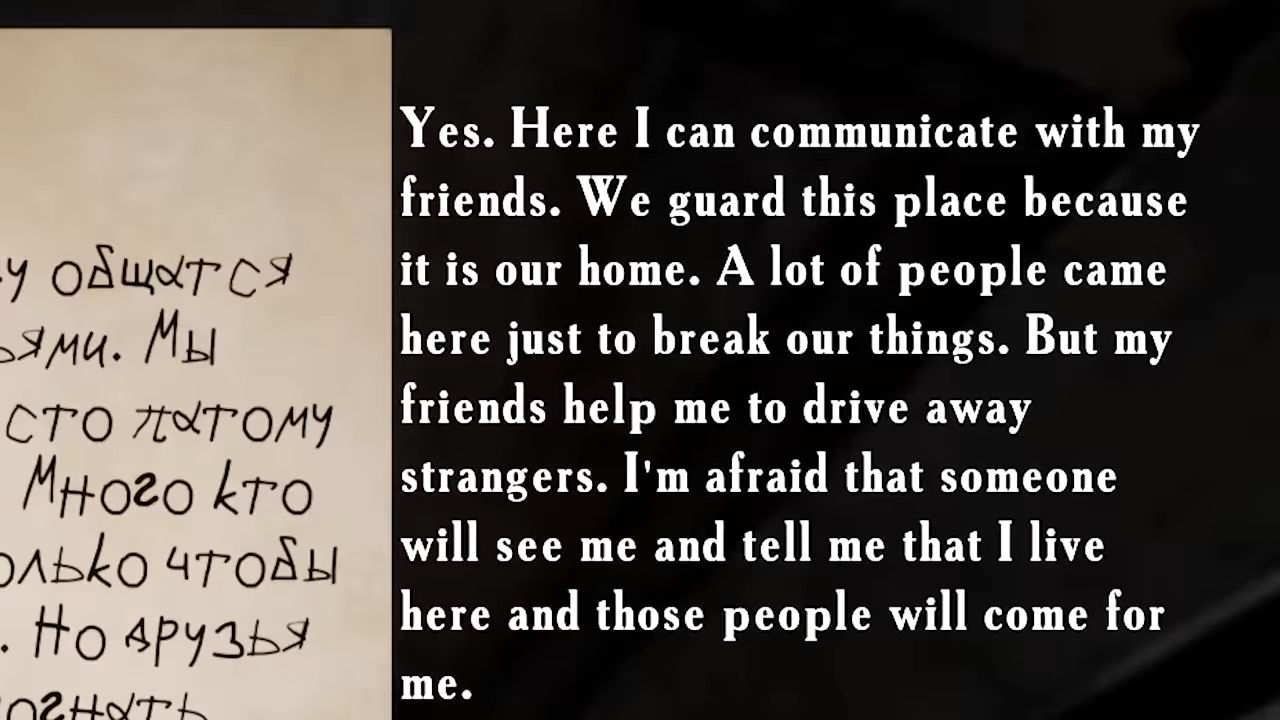 у общатся
ьями. Мы
сто патому
Много кто
олько чтобы
. Но друзья
Yes. Here I can communicate with my
friends. We guard this place because
it is our home. A lot of people came
here just to break our things. But my
friends help me to drive away
strangers. I'm afraid that someone
will see me and tell me that I live
here and those people will come for
me.